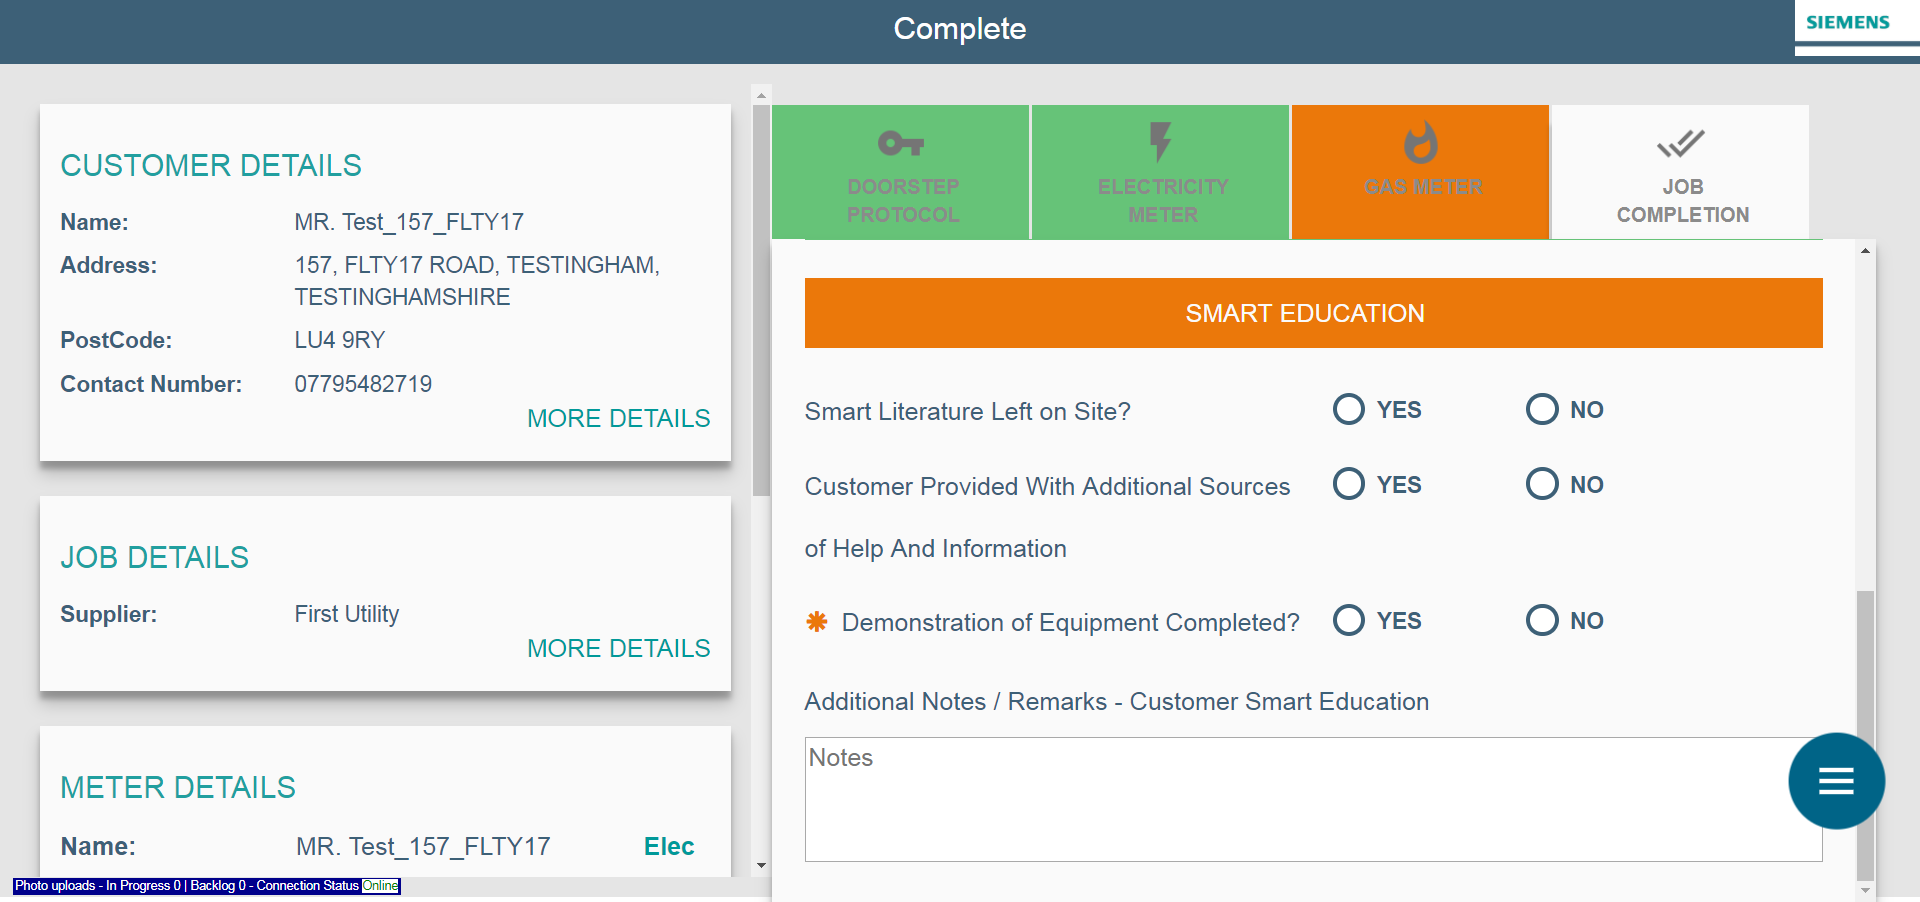 Complete
SIEMENS
CUSTOMER DETAILS
Name: MR. Test_157_FLTY17
Address: 157, FLTY17 ROAD, TESTINGHAM,
TESTINGHAMSHIRE
PostCode: LU4 9RY
Contact Number: 07795482719
MORE DETAILS
JOB DETAILS
Supplier: First Utility
MORE DETAILS
METER DETAILS
Name: MR. Test_157_FLTY17 Elec
Photo uploads - In Progress 0 | Backlog 0 - Connection Status Online
DOORSTEP
PROTOCOL
ELECTRICITY
METER
GAS METER
JOB
COMPLETION
SMART EDUCATION
Smart Literature Left on Site? YES NO
Customer Provided With Additional Sources YES NO
of Help And Information
Demonstration of Equipment Completed? YES NO
Additional Notes / Remarks - Customer Smart Education
Notes